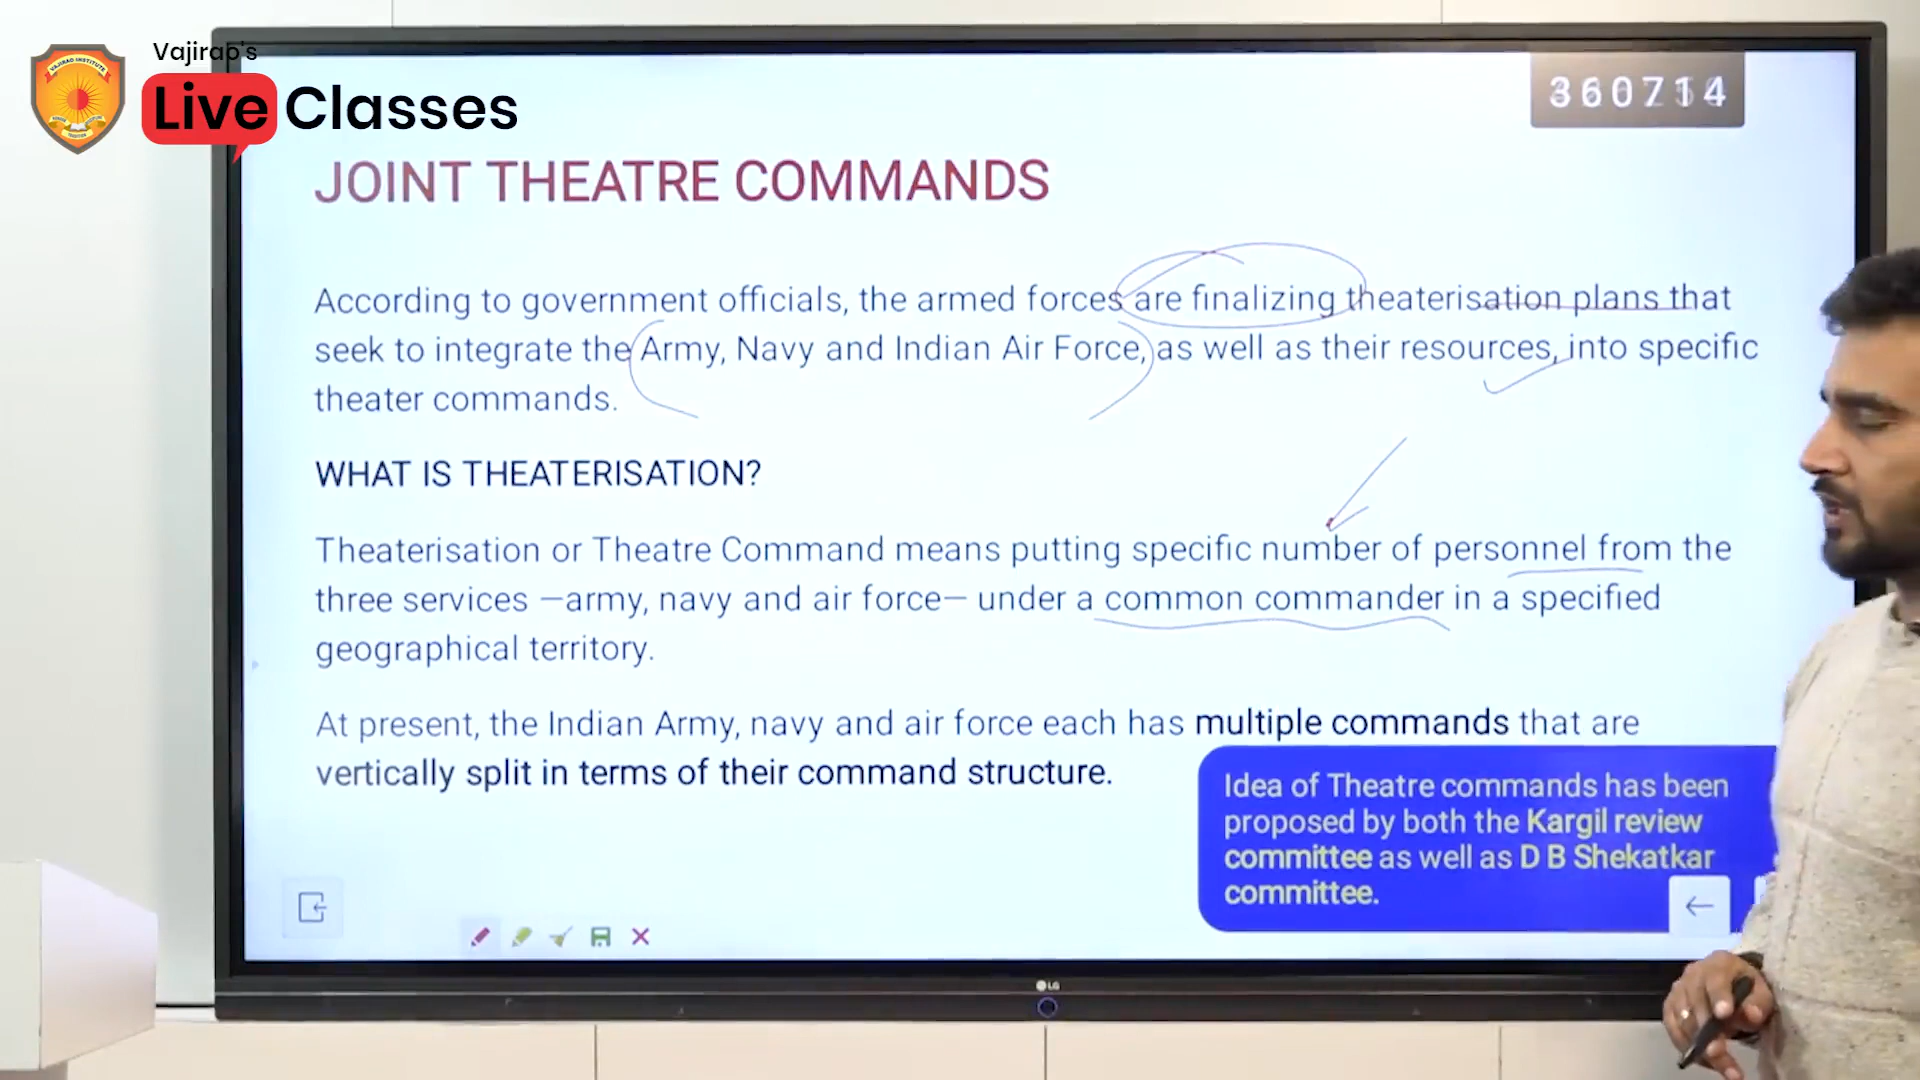 Vajirao's
Live Classes
VAJIRAO INSTITUTE
JOINT THEATRE COMMANDS
According to government officials, the armed forces are finalizing theaterisation plans that
seek to integrate the Army, Navy and Indian Air Force, as well as their resources, into specific
theater commands.
WHAT IS THEATERISATION?
Theaterisation or Theatre Command means putting specific number of personnel from the
three services —army, navy and air force— under a common commander in a specified
geographical territory.
At present, the Indian Army, navy and air force each has multiple commands that are
vertically split in terms of their command structure.
Idea of Theatre commands has been
proposed by both the Kargil review
committee as well as D B Shekatkar
committee.
LG